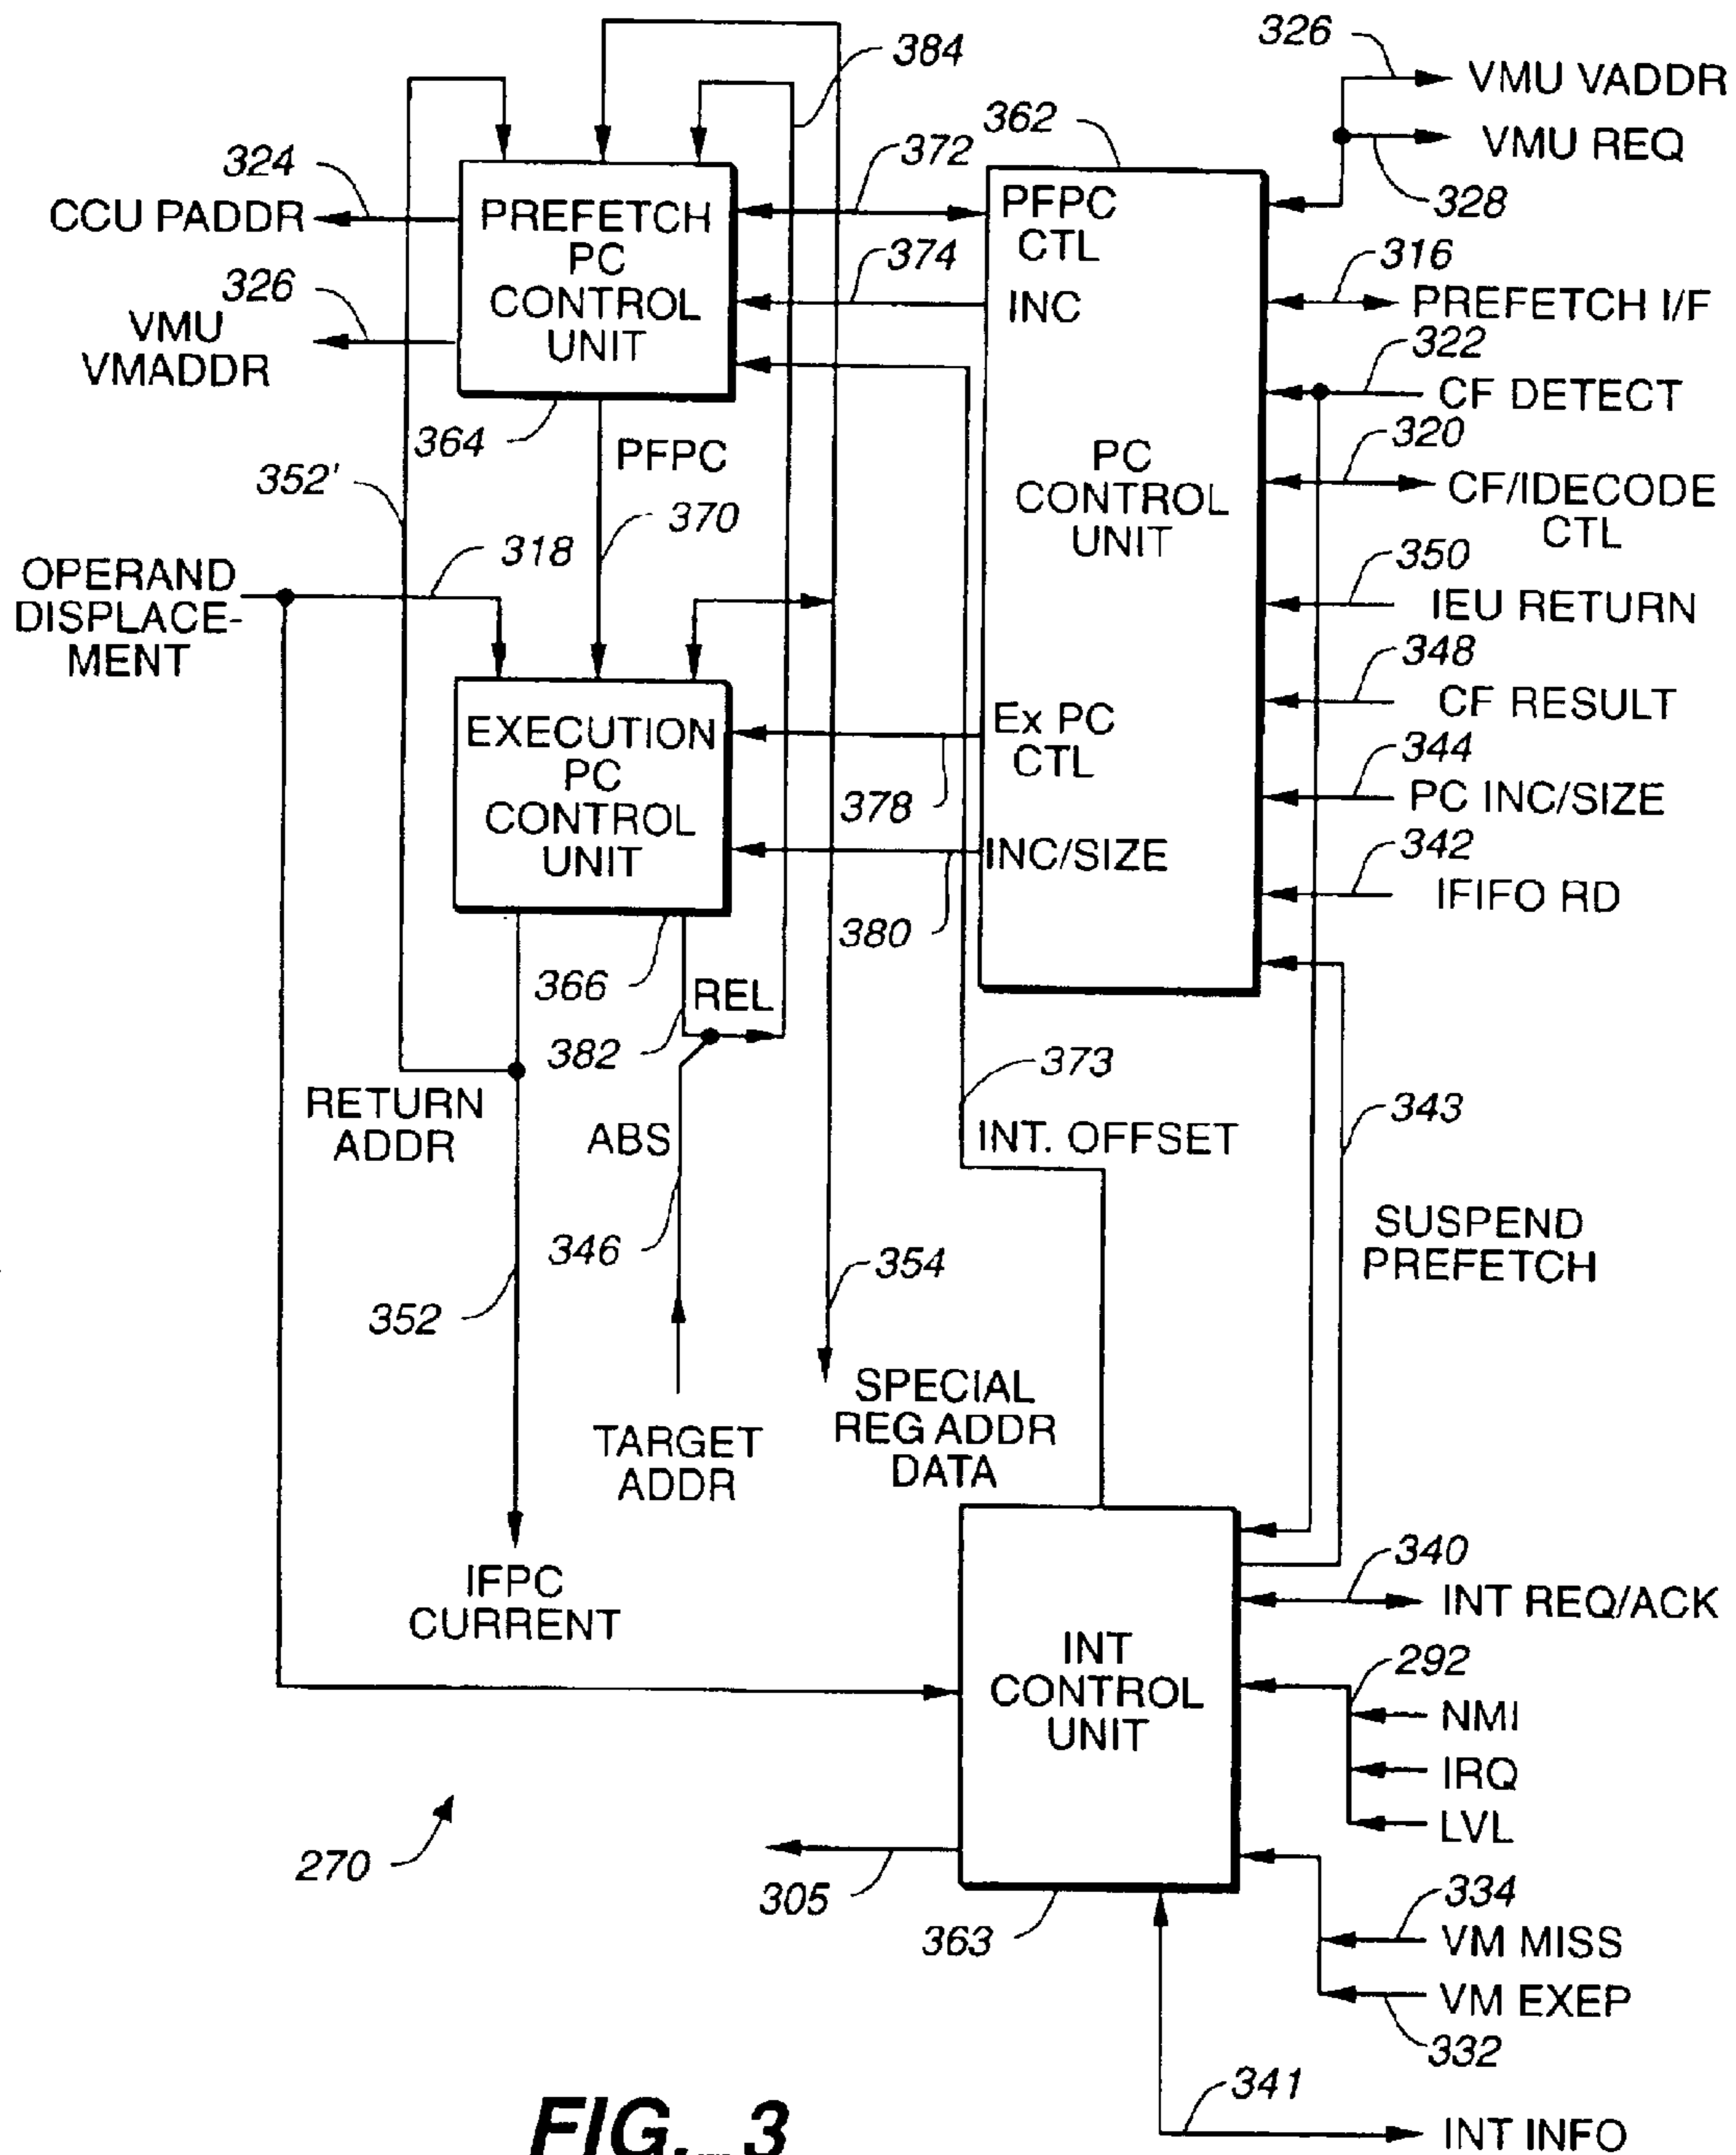 384
326
VMU VADDR
362
372
VMU REQ
328
324
CCU PADDR
PREFETCH
PC
CONTROL
UNIT
PFPC
CTL
374
INC
316
PREFETCH I/F
326
VMU
VMADDR
322
CF DETECT
364
PFPC
320
CF/IDECODE
CTL
352'
370
PC
CONTROL
UNIT
318
OPERAND
DISPLACE-
MENT
350
IEU RETURN
348
CF RESULT
EXECUTION
PC
CONTROL
UNIT
Ex PC
CTL
378
344
PC INC/SIZE
INC/SIZE
380
342
IFIFO RD
366
REL
382
373
343
RETURN
ADDR
ABS
INT. OFFSET
346
354
SUSPEND
PREFETCH
352
TARGET
ADDR
SPECIAL
REG ADDR
DATA
IFPC
CURRENT
340
INT REQ/ACK
INT
CONTROL
UNIT
292
NMI
IRQ
LVL
270
305
363
334
VM MISS
VM EXEP
332
341
INT INFO
FIG._3